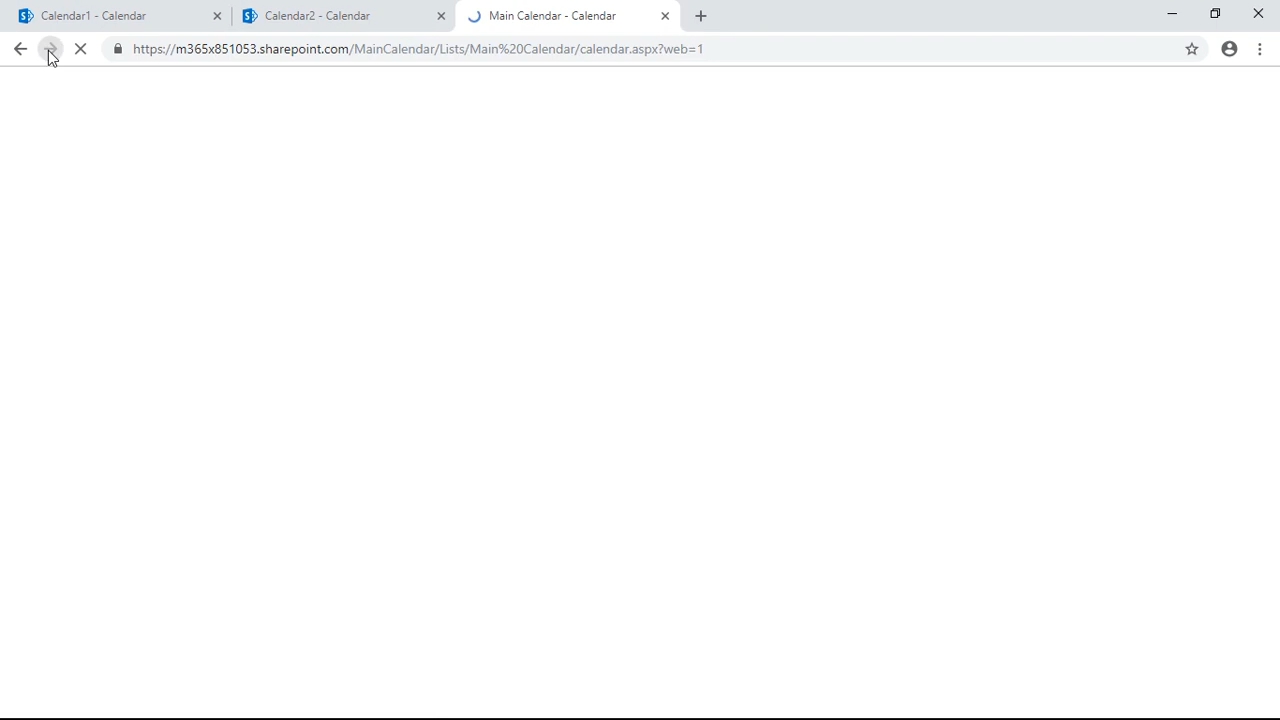 Calendar1 - Calendar
Calendar2 - Calendar
Main Calendar - Calendar
https://m365x851053.sharepoint.com/MainCalendar/Lists/Main%20Calendar/calendar.aspx?web=1